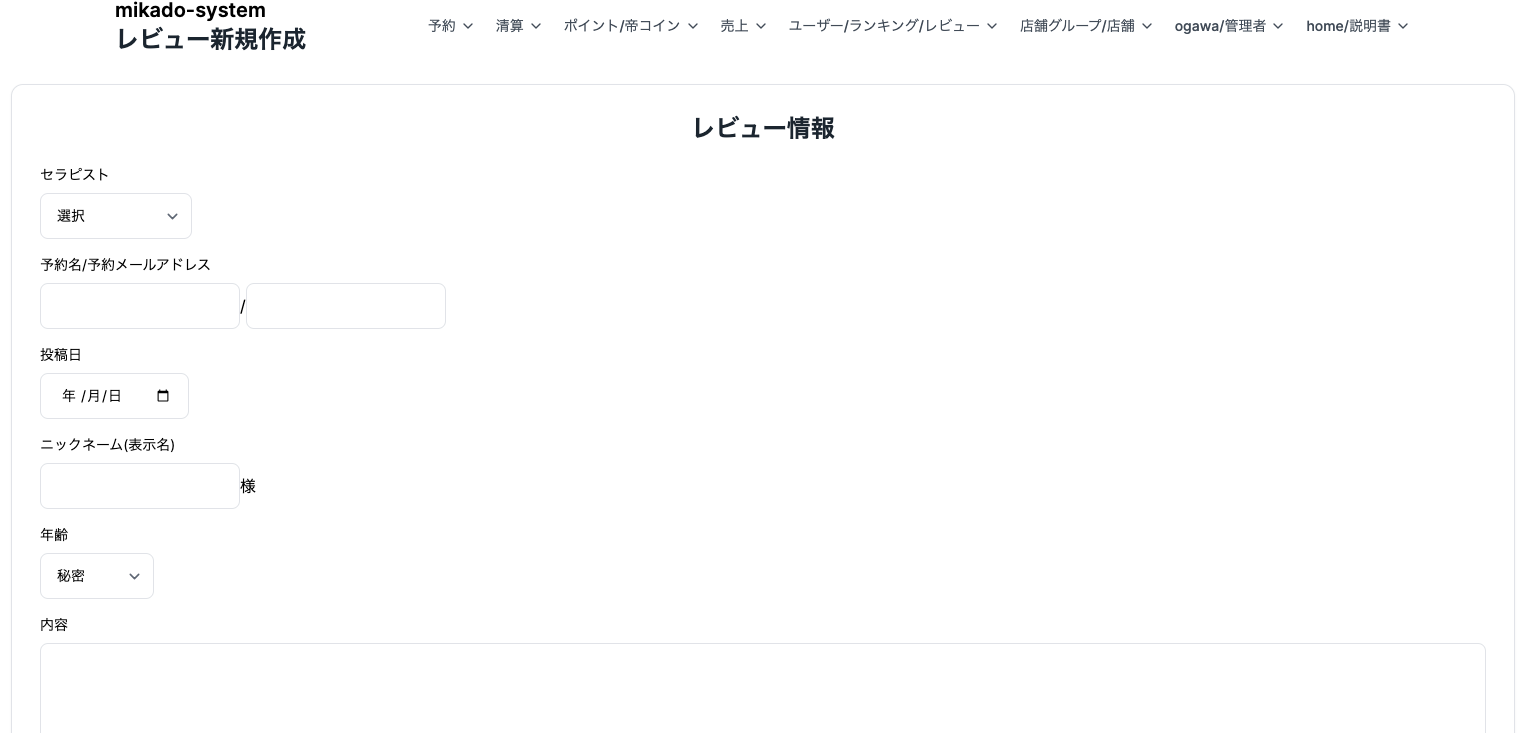 mikado-system
レビュー新規作成
予約 清算 ポイント/帝コイン 売上 ユーザー/ランキング/レビュー 店舗グループ/店舗 ogawa/管理者 home/説明書
レビュー情報
セラピスト
選択
予約名/予約メールアドレス
/
投稿日
年 /月/日
ニックネーム(表示名)
様
年齢
秘密
内容